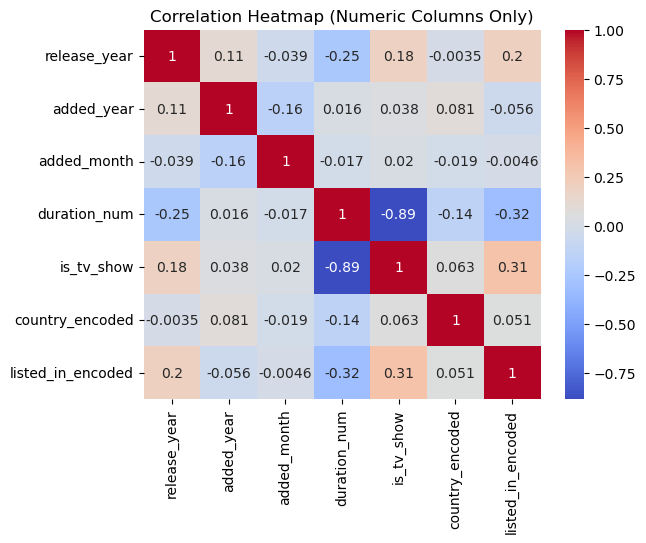 Correlation Heatmap (Numeric Columns Only)
release_year 1 0.11 -0.039 -0.25 0.18 -0.0035 0.2
added_year 0.11 1 -0.16 0.016 0.038 0.081 -0.056
added_month -0.039 -0.16 1 -0.017 0.02 -0.019 -0.0046
duration_num -0.25 0.016 -0.017 1 -0.89 -0.14 -0.32
is_tv_show 0.18 0.038 0.02 -0.89 1 0.063 0.31
country_encoded -0.0035 0.081 -0.019 -0.14 0.063 1 0.051
listed_in_encoded 0.2 -0.056 -0.0046 -0.32 0.31 0.051 1
release_year added_year added_month duration_num is_tv_show country_encoded listed_in_encoded
1.00
0.75
0.50
0.25
0.00
−0.25
−0.50
−0.75